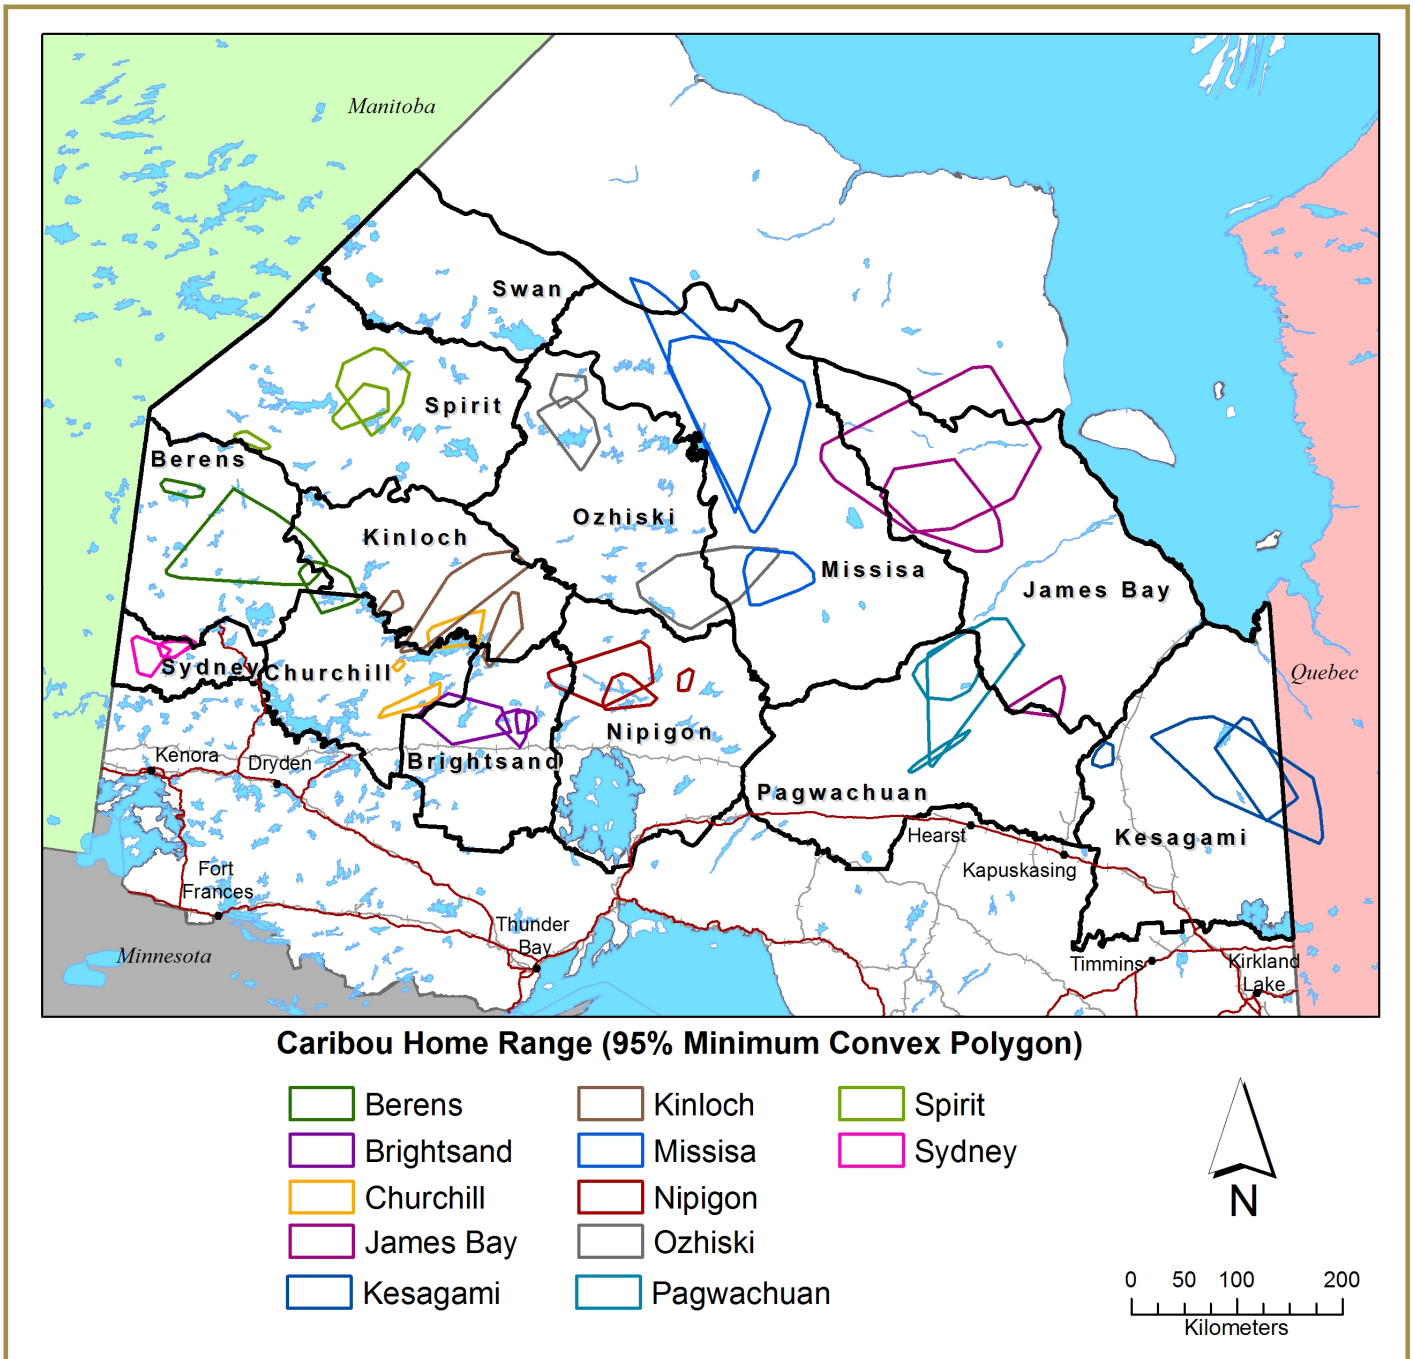 Manitoba
Swan
Spirit
Berens
Ozhiski
Kinloch
Missisa
James Bay
Sydney
Churchill
Quebec
Nipigon
Kenora
Dryden
Brightsand
Pagwachuan
Hearst
Kesagami
Kapuskasing
Fort
Frances
Thunder
Bay
Minnesota
Timmins
Kirkland
Lake
Caribou Home Range (95% Minimum Convex Polygon)
Berens
Brightsand
Churchill
James Bay
Kesagami
Kinloch
Missisa
Nipigon
Ozhiski
Pagwachuan
Spirit
Sydney
N
0 50 100 200
Kilometers